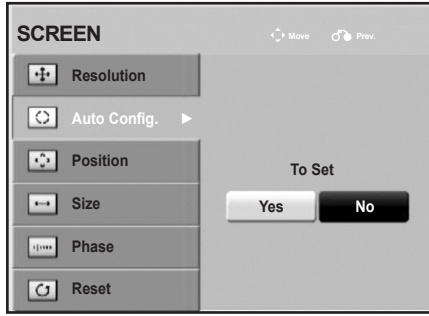 SCREEN
Move Prev.
Resolution
Auto Config.
Position
Size
Phase
Reset
To Set
Yes No